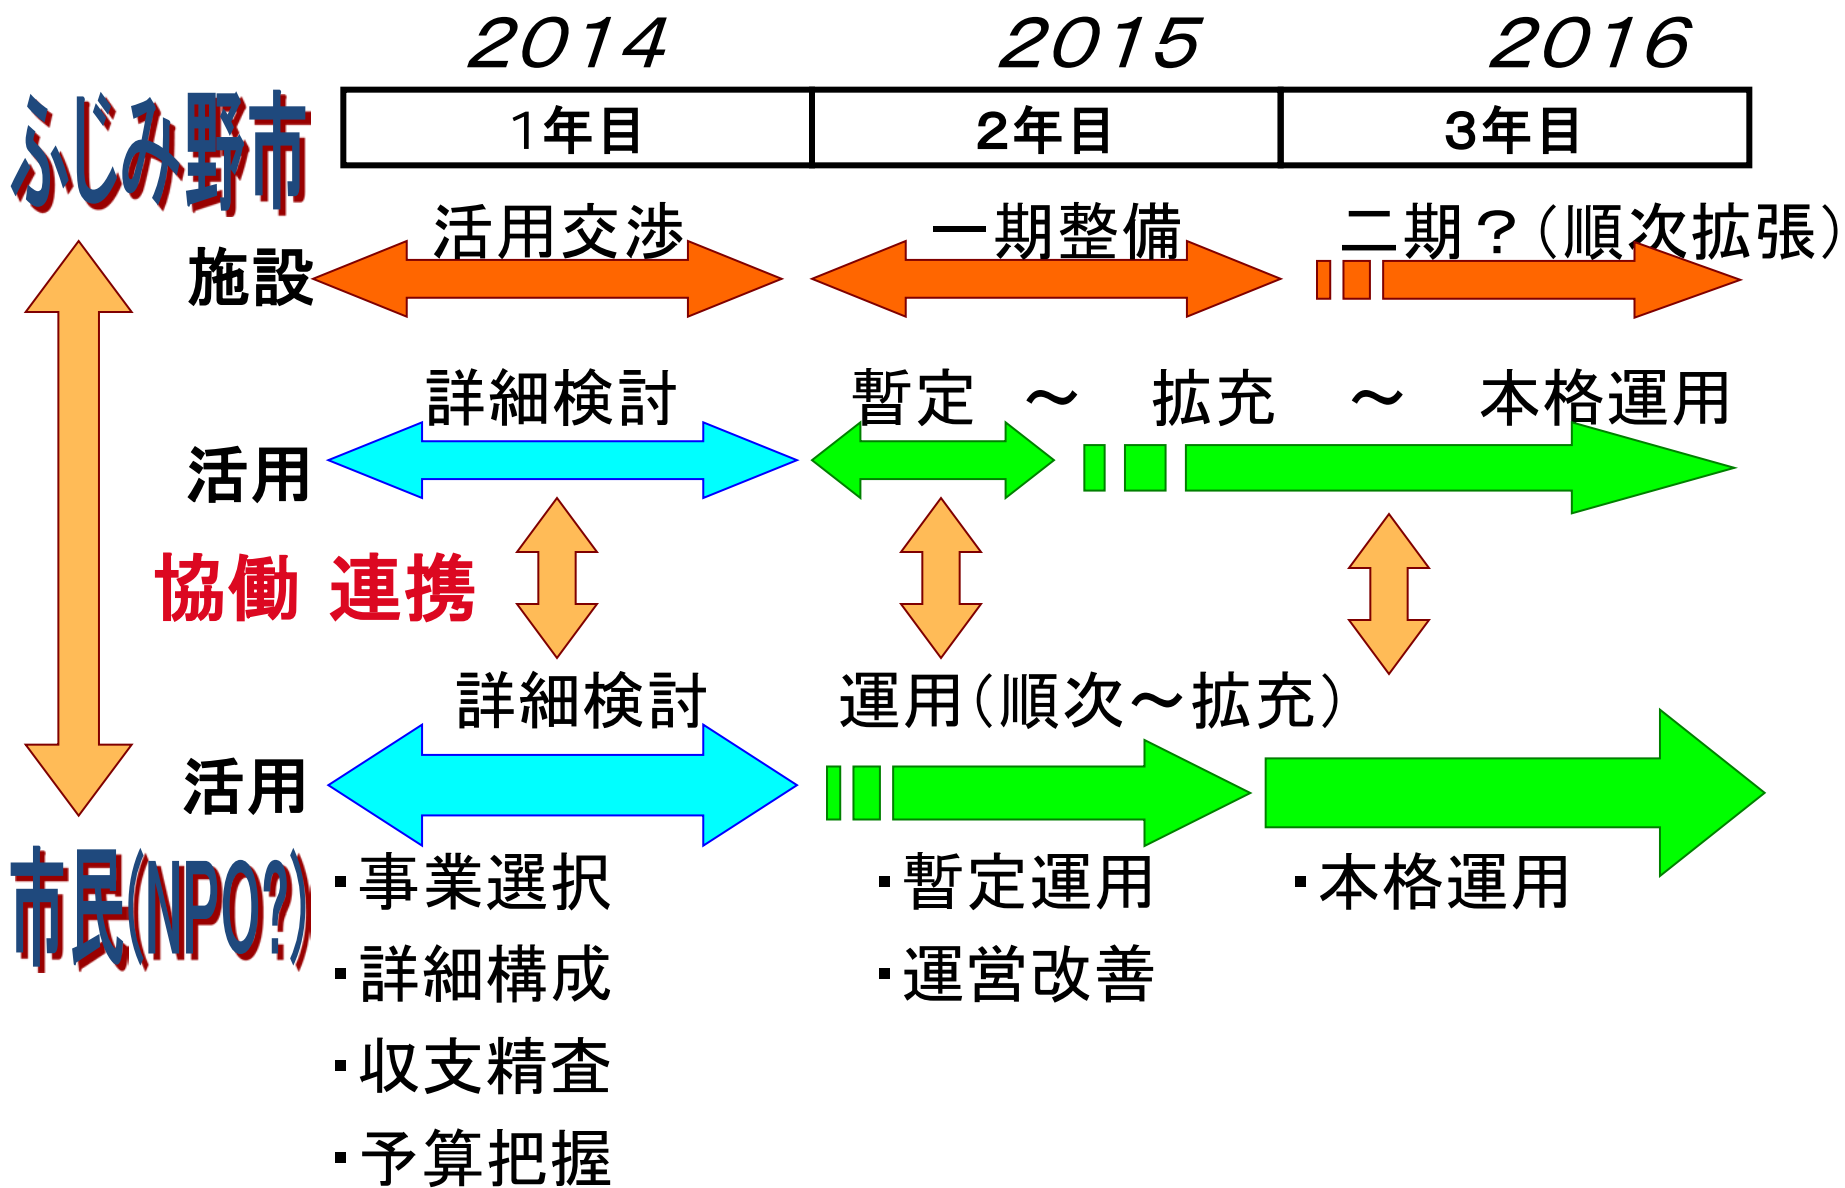 2014 2015 2016
ふじみ野市
1年目 2年目 3年目
活用交渉 一期整備 二期？（順次拡張）
施設
詳細検討 暫定 ～ 拡充 ～ 本格運用
活用
協働 連携
詳細検討 運用（順次～拡充）
活用
市民(NPO?)
・事業選択 ・暫定運用 ・本格運用
・詳細構成 ・運営改善
・収支精査
・予算把握